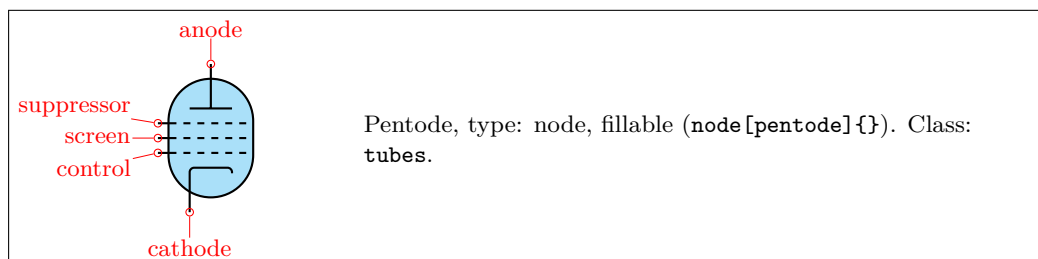 anode
suppressor
screen
control
cathode
Pentode, type: node, fillable (node[pentode]{}). Class:
tubes.